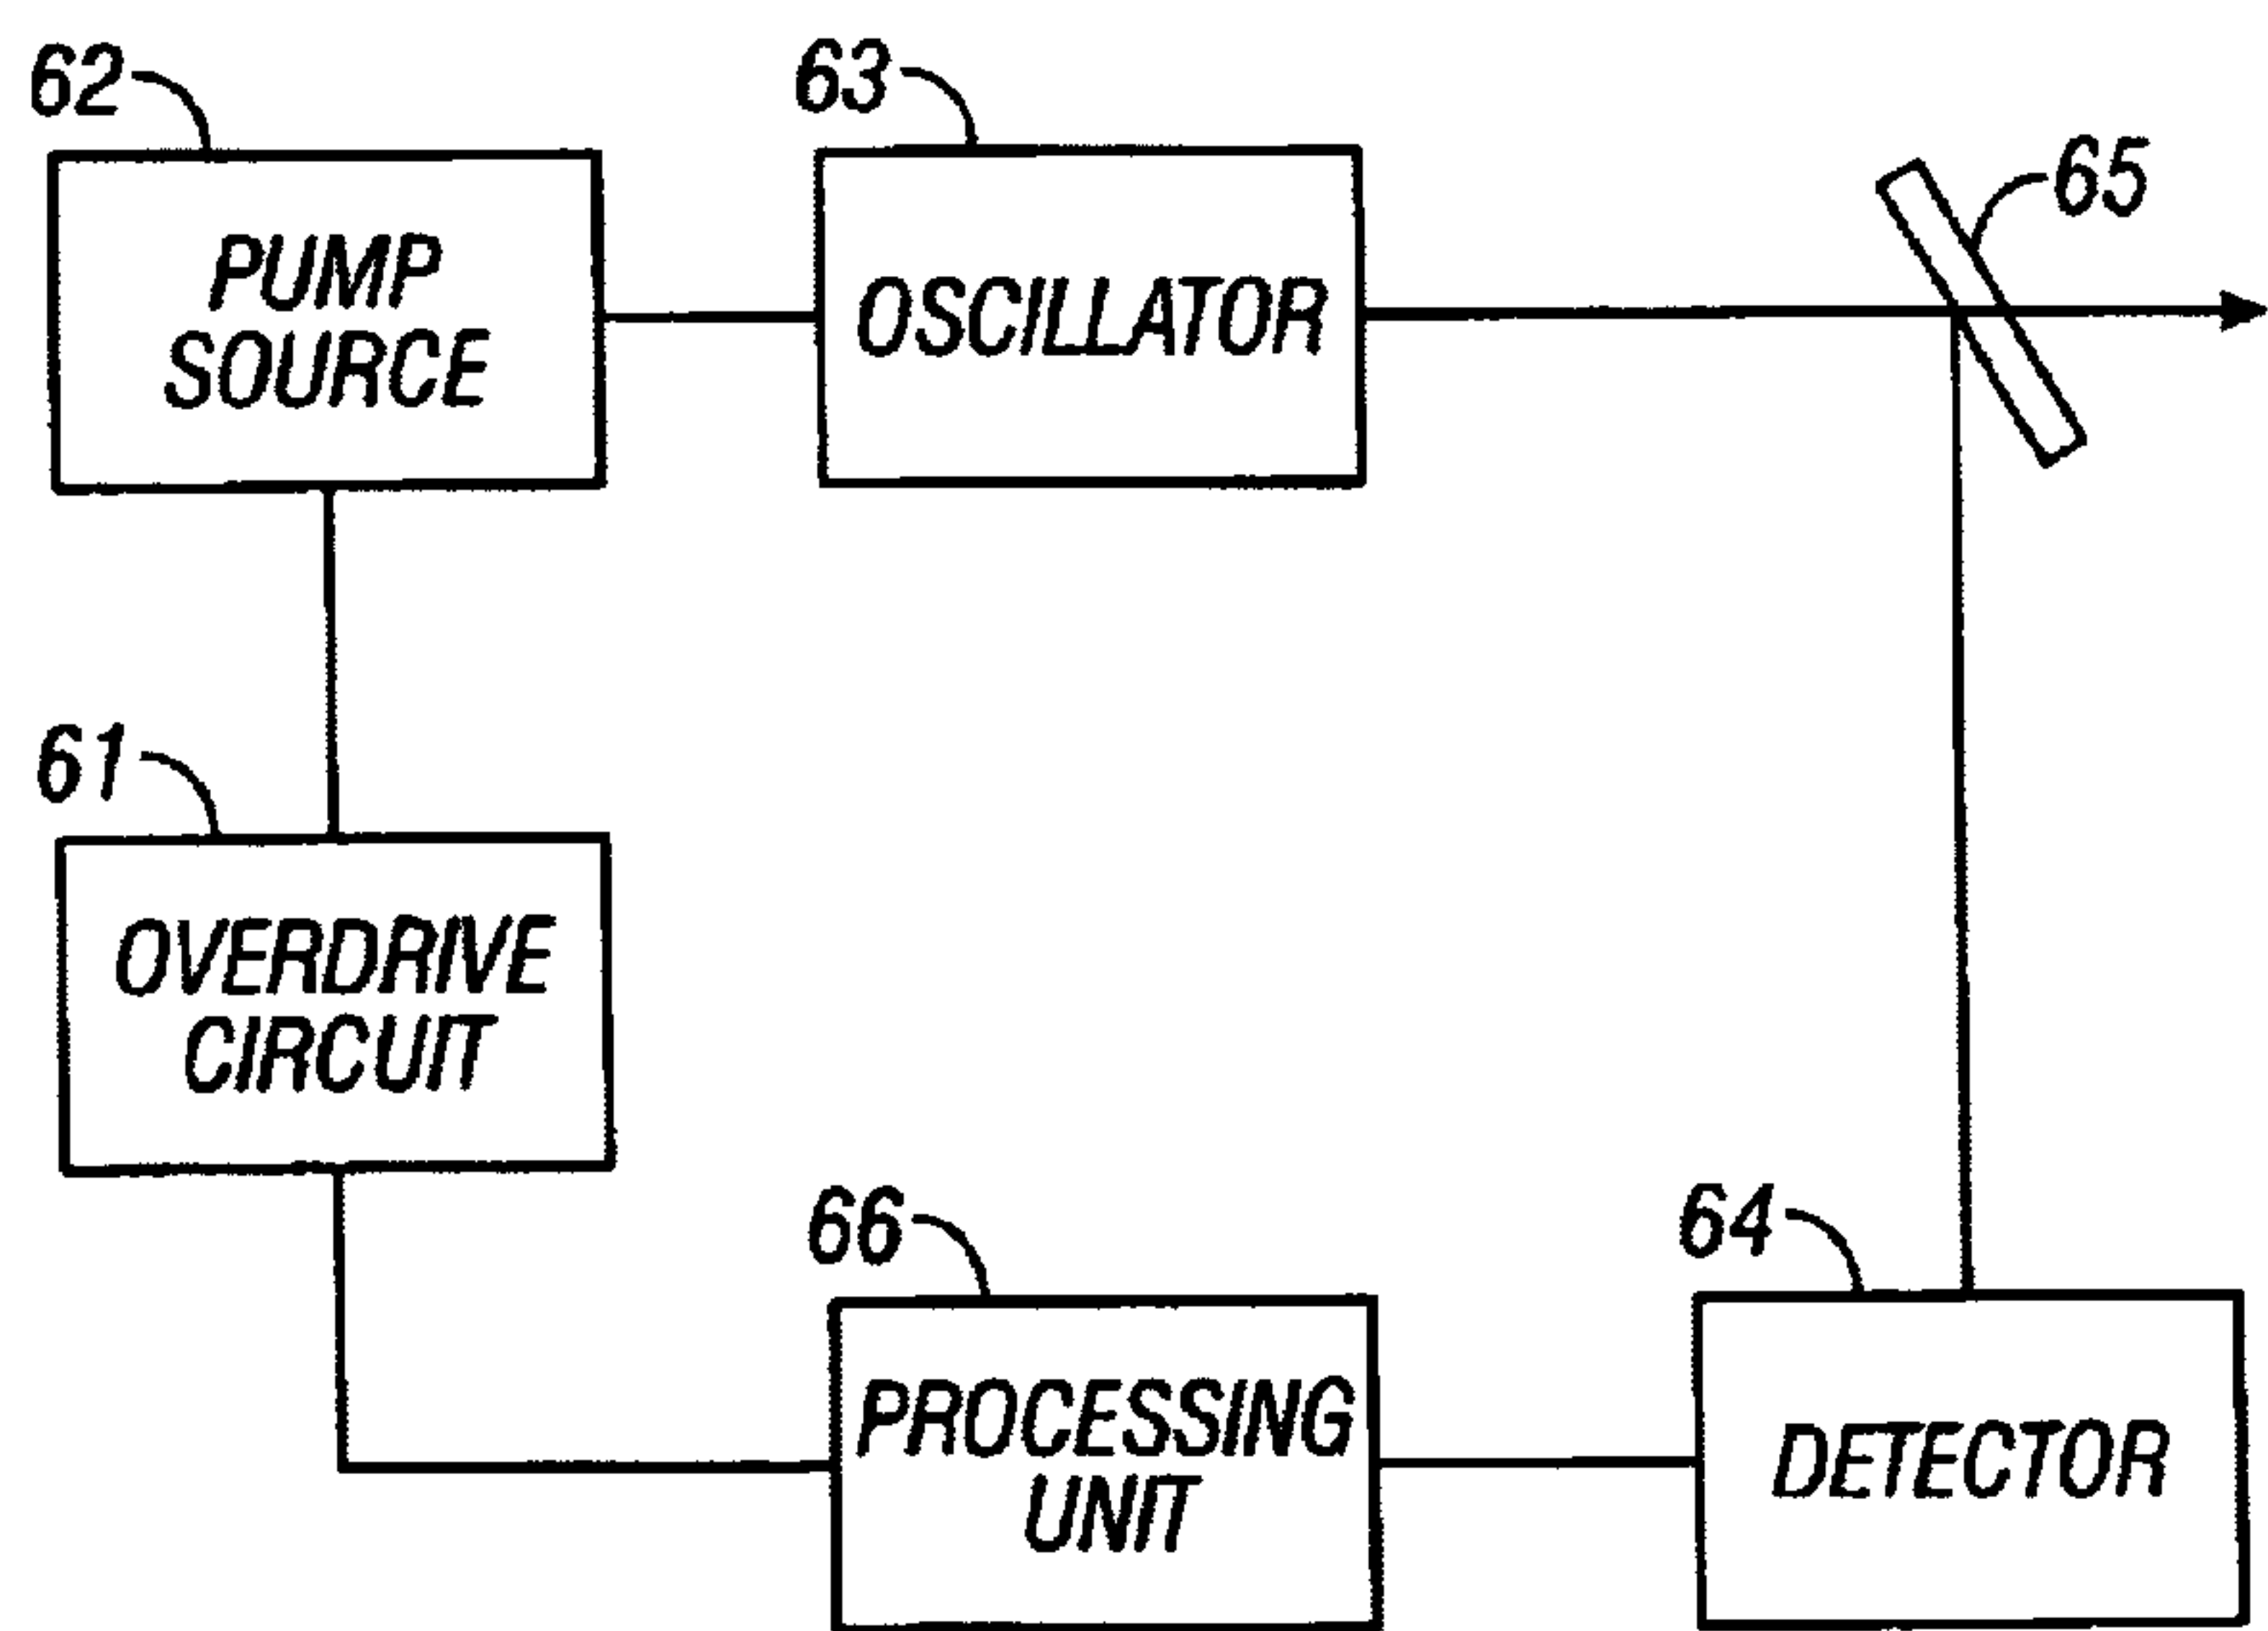 62
PUMP
SOURCE
63
OSCILLATOR
65
61
OVERDRIVE
CIRCUIT
66
PROCESSING
UNIT
64
DETECTOR